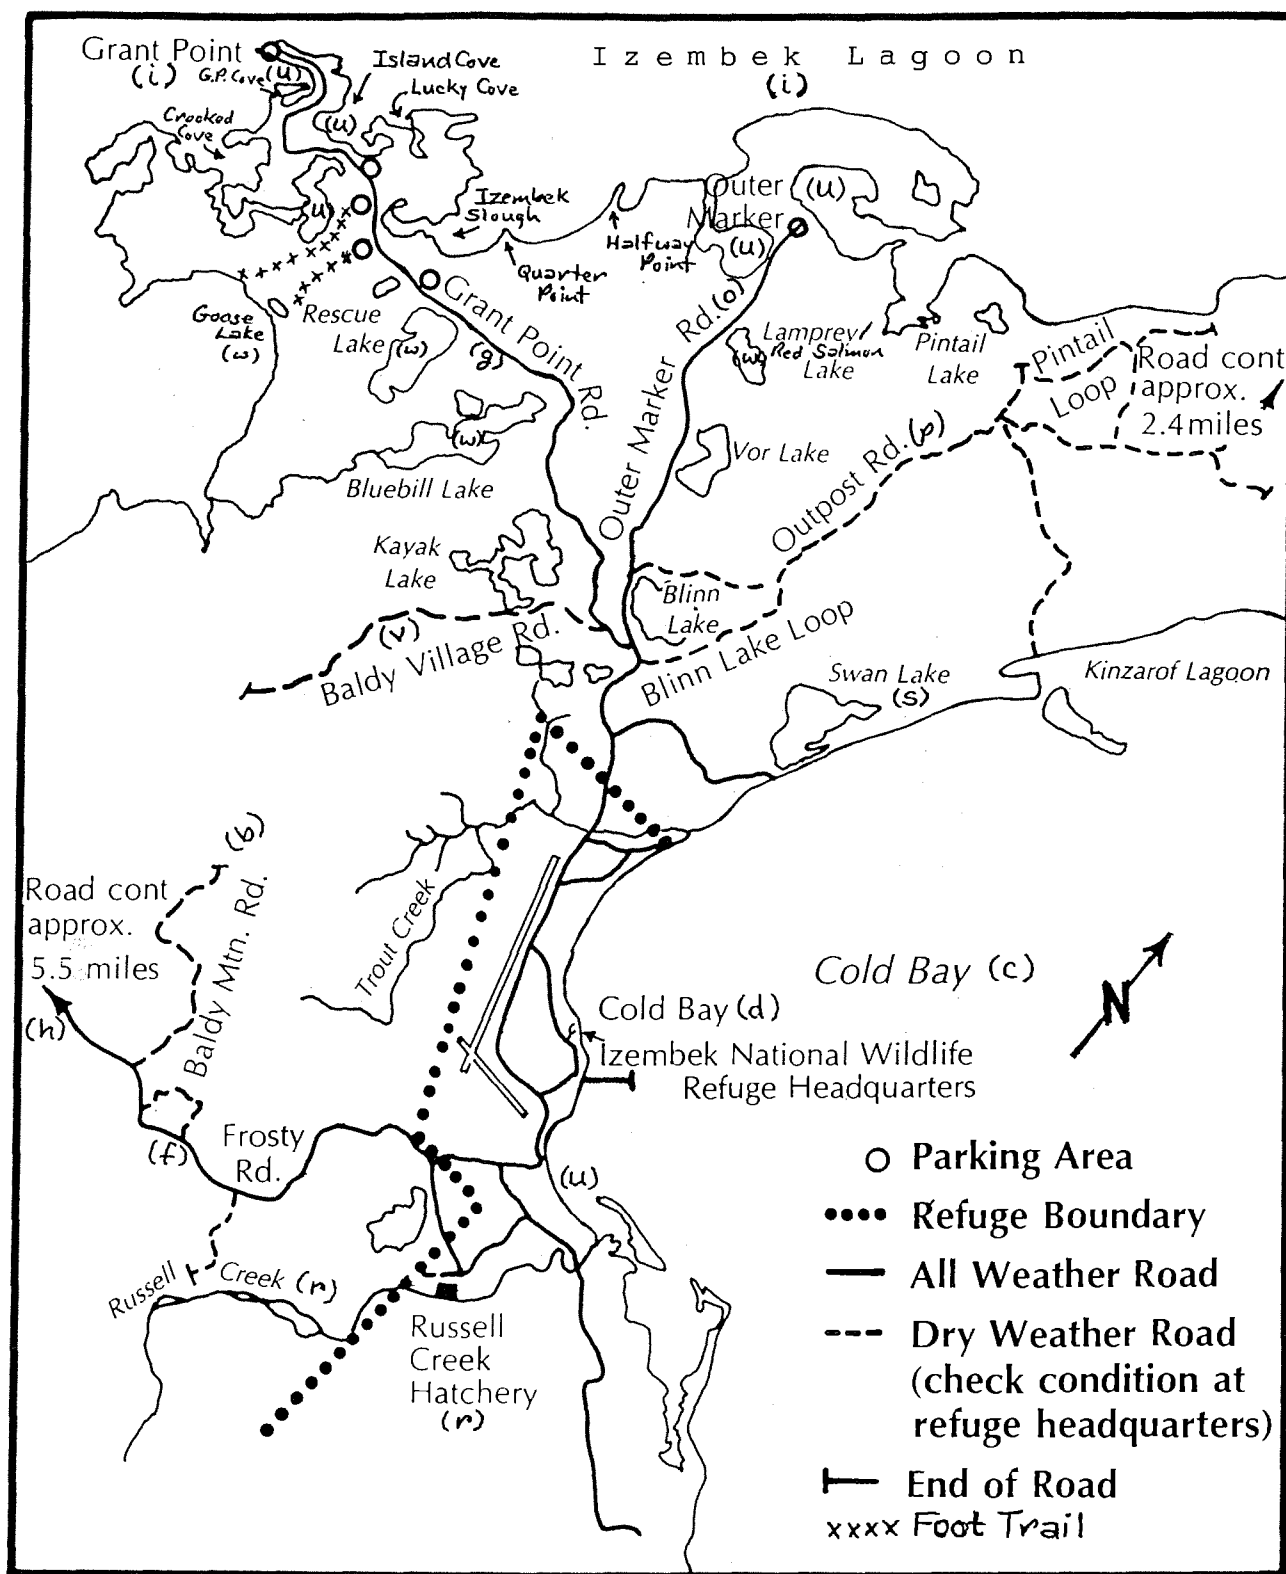 Grant Point
(i)
G.P. Cove
(u)
Island Cove
Lucky Cove
(u)
Crooked
Cove
(u)
Izembek Lagoon
(i)
Izembek
Slough
Quarter
Point
Halfway
Point
Outer
Marker
(u)
(u)
Goose
Lake
(w)
Rescue
Lake
(w)
(g)
Grant Point Rd.
Outer Marker Rd. (o)
(w)
Lamprey/
Red Salmon
Lake
Pintail
Lake
Pintail
Loop
Road cont
approx.
2.4 miles
(w)
Bluebill Lake
Vor Lake
Outpost Rd. (p)
Kayak
Lake
Blinn
Lake
(v)
Baldy Village Rd.
Blinn Lake Loop
Swan Lake
(s)
Kinzarof Lagoon
(b)
Baldy Mtn. Rd.
Road cont
approx.
5.5 miles
(h)
Trout Creek
Cold Bay (c)
N
Cold Bay (d)
Izembek National Wildlife
Refuge Headquarters
(f)
Frosty
Rd.
(u)
Russell Creek (r)
Russell
Creek
Hatchery
(r)
Parking Area
Refuge Boundary
All Weather Road
Dry Weather Road
(check condition at
refuge headquarters)
End of Road
xxxx Foot Trail